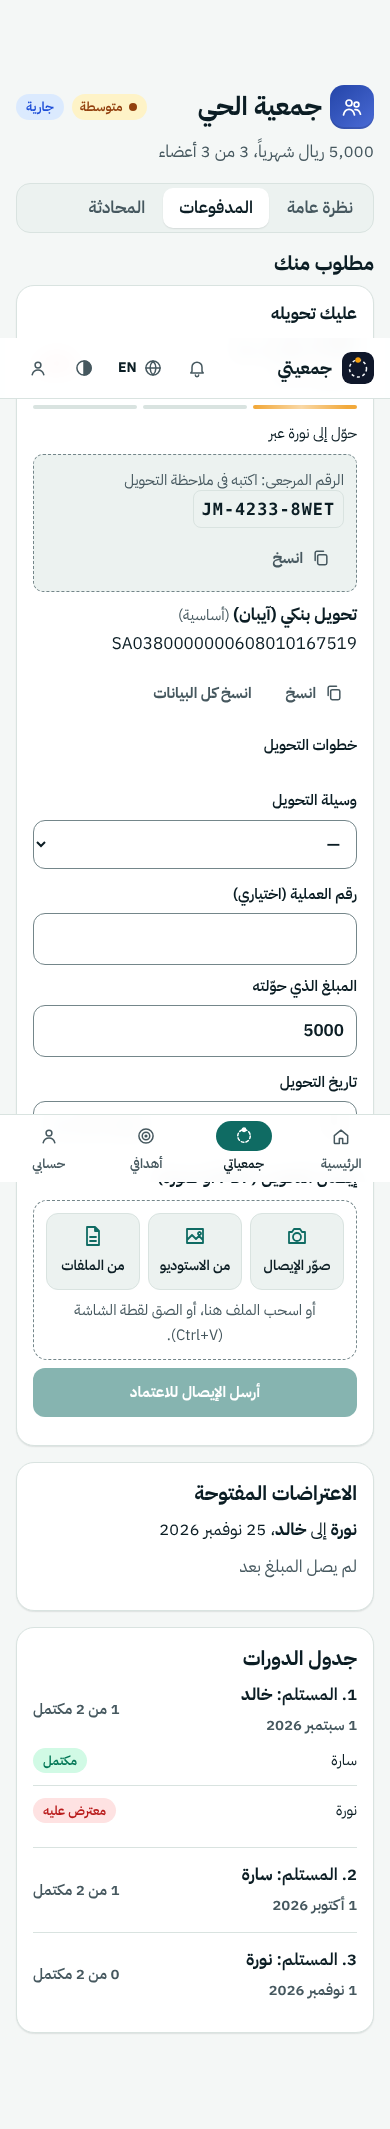 جمعية الحي
متوسطة
جارية
5,000 ريال شهرياً، 3 من 3 أعضاء
نظرة عامة
المدفوعات
المحادثة
مطلوب منك
عليك تحويله
جمعيتي
EN
حوّل إلى نورة عبر
الرقم المرجعي: اكتبه في ملاحظة التحويل
JM-4233-8WET
انسخ
تحويل بنكي (آيبان) (أساسية)
SA0380000000608010167519
انسخ
انسخ كل البيانات
خطوات التحويل
وسيلة التحويل
—
رقم العملية (اختياري)
المبلغ الذي حوّلته
5000
تاريخ التحويل
الرئيسية
جمعياتي
أهدافي
حسابي
صوّر الإيصال
من الاستوديو
من الملفات
أو اسحب الملف هنا، أو الصق لقطة الشاشة
(Ctrl+V).
أرسل الإيصال للاعتماد
الاعتراضات المفتوحة
نورة إلى خالد، 25 نوفمبر 2026
لم يصل المبلغ بعد
جدول الدورات
1. المستلم: خالد
1 سبتمبر 2026
1 من 2 مكتمل
سارة
مكتمل
نورة
معترض عليه
2. المستلم: سارة
1 أكتوبر 2026
1 من 2 مكتمل
3. المستلم: نورة
1 نوفمبر 2026
0 من 2 مكتمل